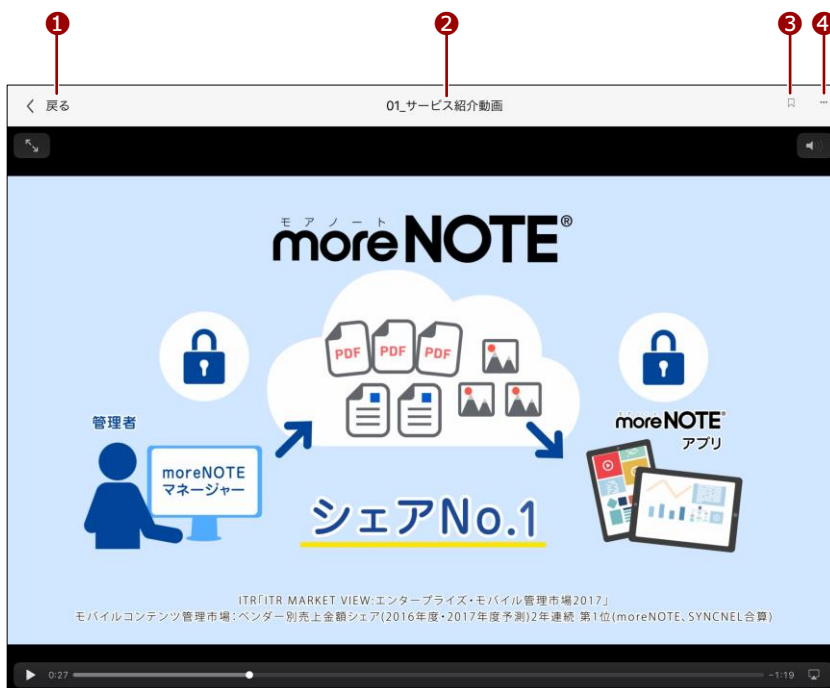 1
2
3
4
戻る
01_サービス紹介動画
モアノート
moreNOTE®
PDF
PDF
PDF
管理者
moreNOTE
マネージャー
moreNOTE®
アプリ
シェアNo.1
ITR「ITR MARKET VIEW:エンタープライズ・モバイル管理市場2017」
モバイルコンテンツ管理市場:ベンダー別売上金額シェア(2016年度・2017年度予測)2年連続 第1位(moreNOTE、SYNCNEL合算)
0:27
-1:19